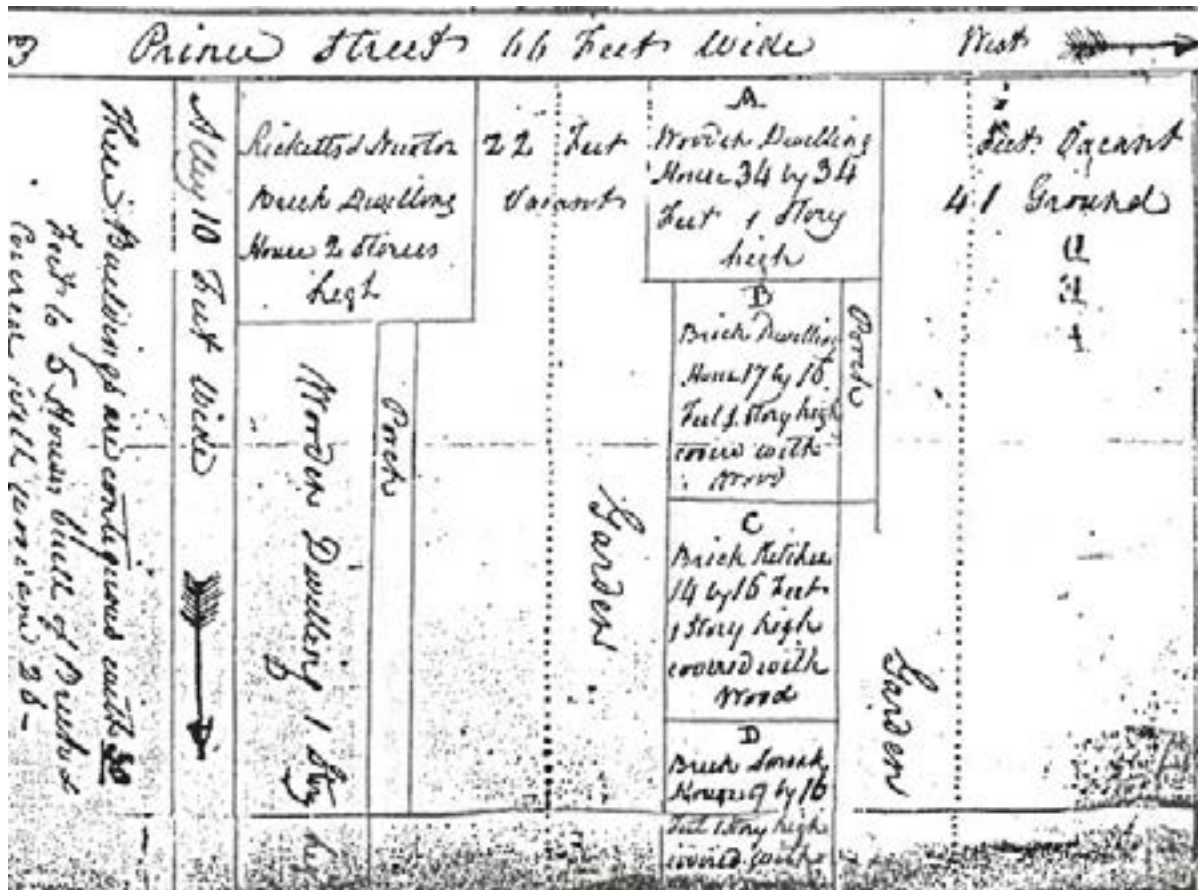 Prince Street 66 Feet Wide West
Alley 10 Feet Wide
These Buildings are contiguous with 30
Feet to 5 Houses built of Brick &
with 28 -
Ricketts & Newton
Brick Dwelling
House 2 Stories
high
22 Feet
Vacant
A
Wooden Dwelling
House 34 by 34
Feet 1 Story
high
Feet Vacant
41 Ground
B
Brick Dwelling
House 17 by 16
Feet 1 Story high
covered with
Wood
Porch
Wooden Dwelling 1 Story
Porch
Garden
C
Brick Kitchen
14 by 16 Feet
1 Story high
covered with
Wood
Garden
D
Brick Smoak
House 9 by 16
Feet 1 Story high
covered with